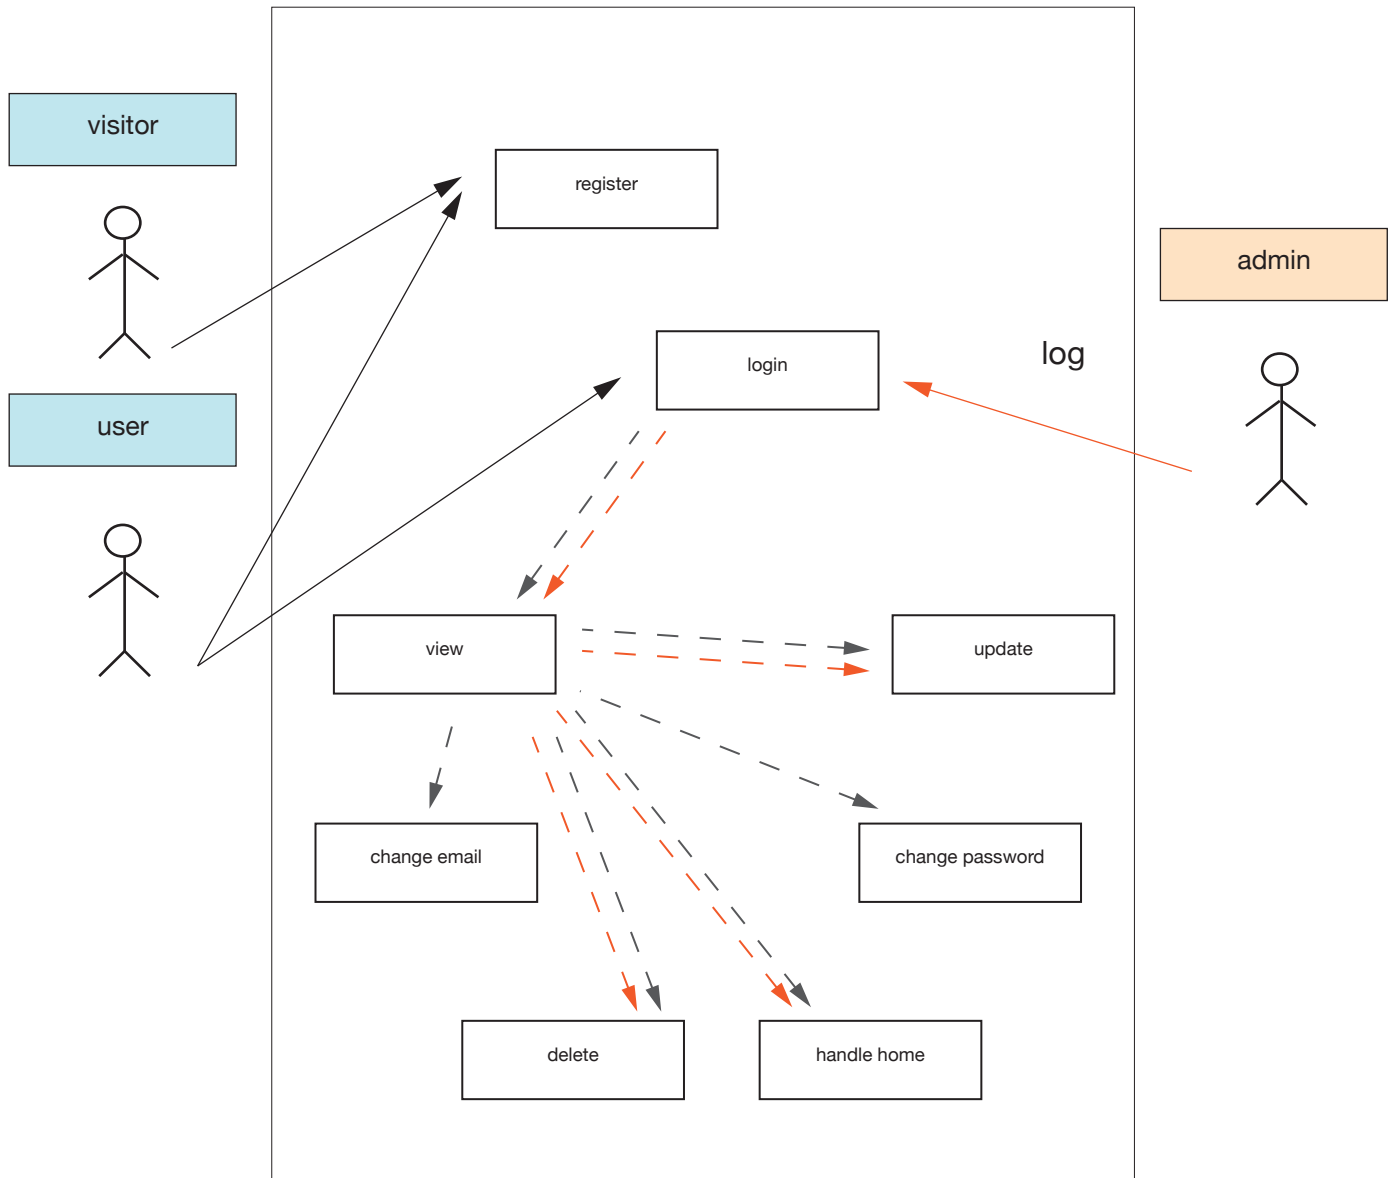 visitor
register
admin
log
login
user
view
update
change email
change password
delete
handle home